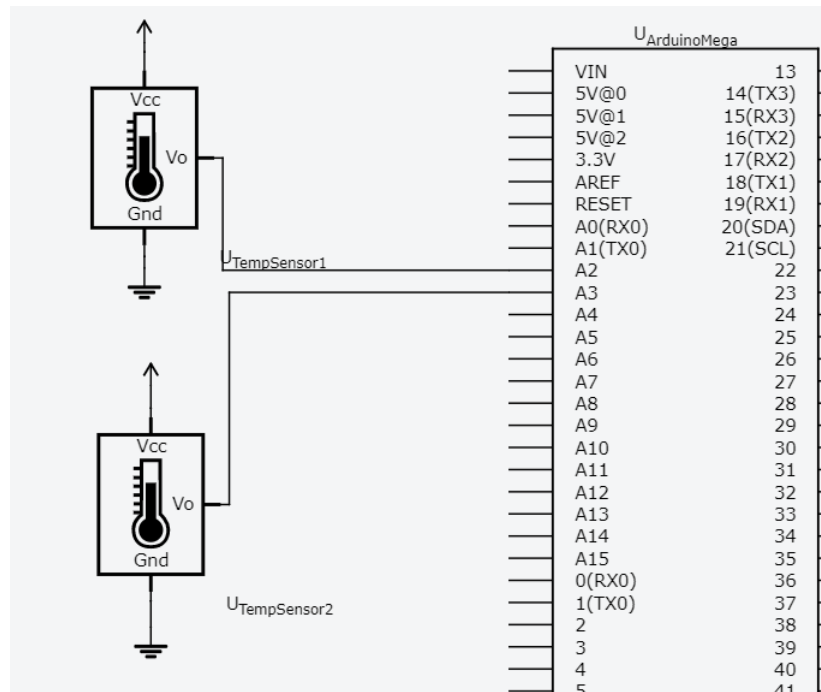 U_ArduinoMega
Vcc
Vo
Gnd
U_TempSensor1
Vcc
Vo
Gnd
U_TempSensor2
VIN 13
5V@0 14(TX3)
5V@1 15(RX3)
5V@2 16(TX2)
3.3V 17(RX2)
AREF 18(TX1)
RESET 19(RX1)
A0(RX0) 20(SDA)
A1(TX0) 21(SCL)
A2 22
A3 23
A4 24
A5 25
A6 26
A7 27
A8 28
A9 29
A10 30
A11 31
A12 32
A13 33
A14 34
A15 35
0(RX0) 36
1(TX0) 37
2 38
3 39
4 40
5 41